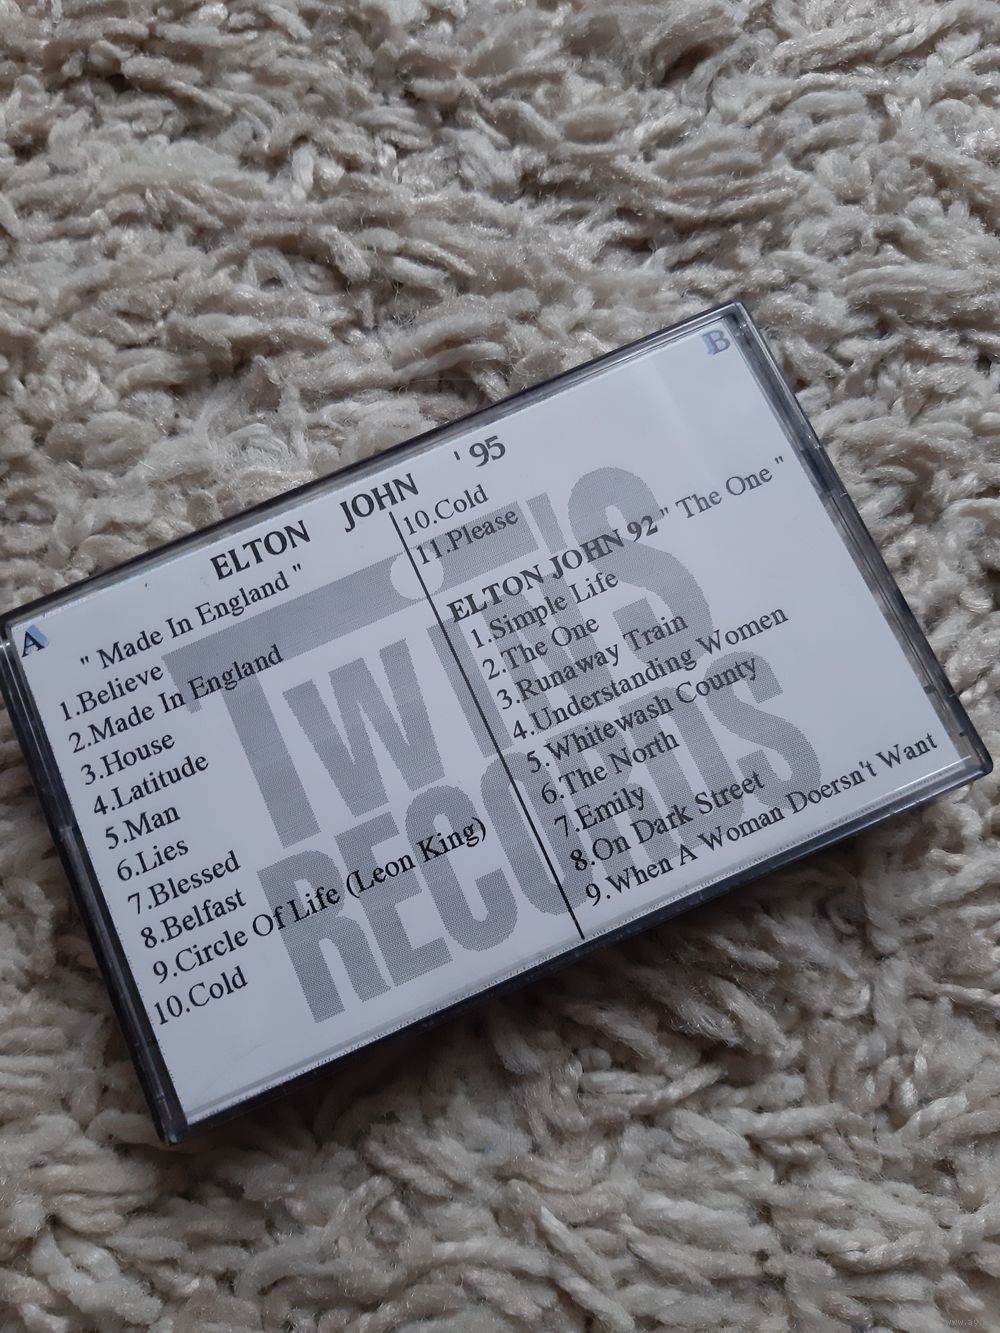 A
B
ELTON JOHN '95
" Made In England "
1.Believe
2.Made In England
3.House
4.Latitude
5.Man
6.Lies
7.Blessed
8.Belfast
9.Circle Of Life (Leon King)
10.Cold
10.Cold
11.Please
ELTON JOHN 92 " The One "
1.Simple Life
2.The One
3.Runaway Train
4.Understanding Women
5.Whitewash County
6.The North
7.Emily
8.On Dark Street
9.When A Woman Doersn't Want
TWIN'S
RECORDS